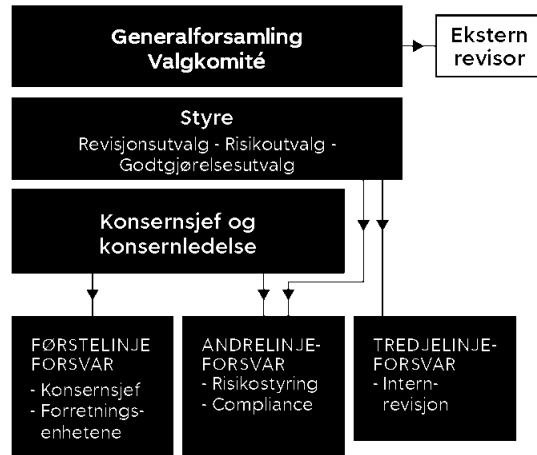 Generalforsamling
Valgkomité
Ekstern
revisor
Styre
Revisjonsutvalg - Risikoutvalg -
Godtgjørelsesutvalg
Konsernsjef og
konsernledelse
FØRSTELINJE
FORSVAR
- Konsernsjef
- Forretnings-
enhetene
ANDRELINJE-
FORSVAR
- Risikostyring
- Compliance
TREDJELINJE-
FORSVAR
- Intern-
revisjon